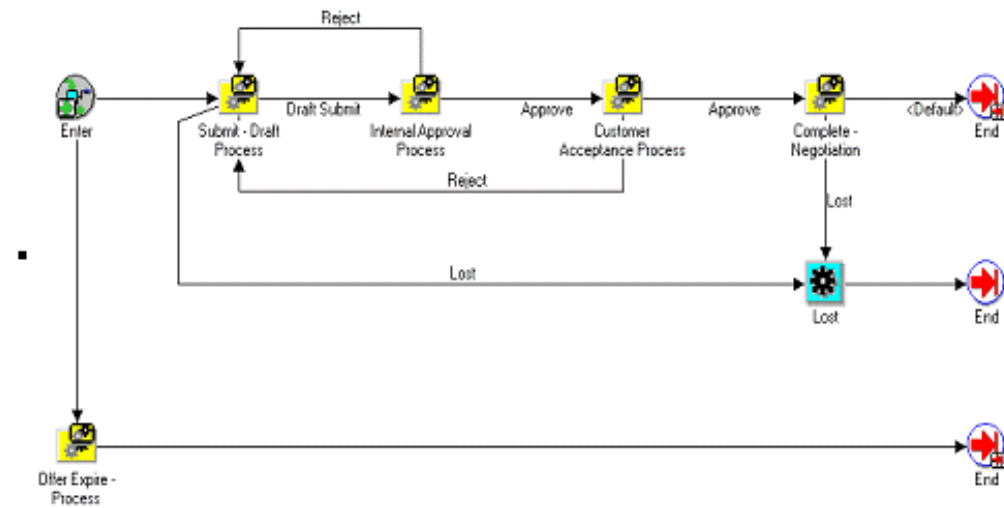 Reject
Enter
Submit - Draft
Process
Draft Submit
Internal Approval
Process
Approve
Customer
Acceptance Process
Approve
Complete -
Negotiation
<Default>
End
Reject
Lost
Lost
Lost
End
Offer Expire -
Process
End